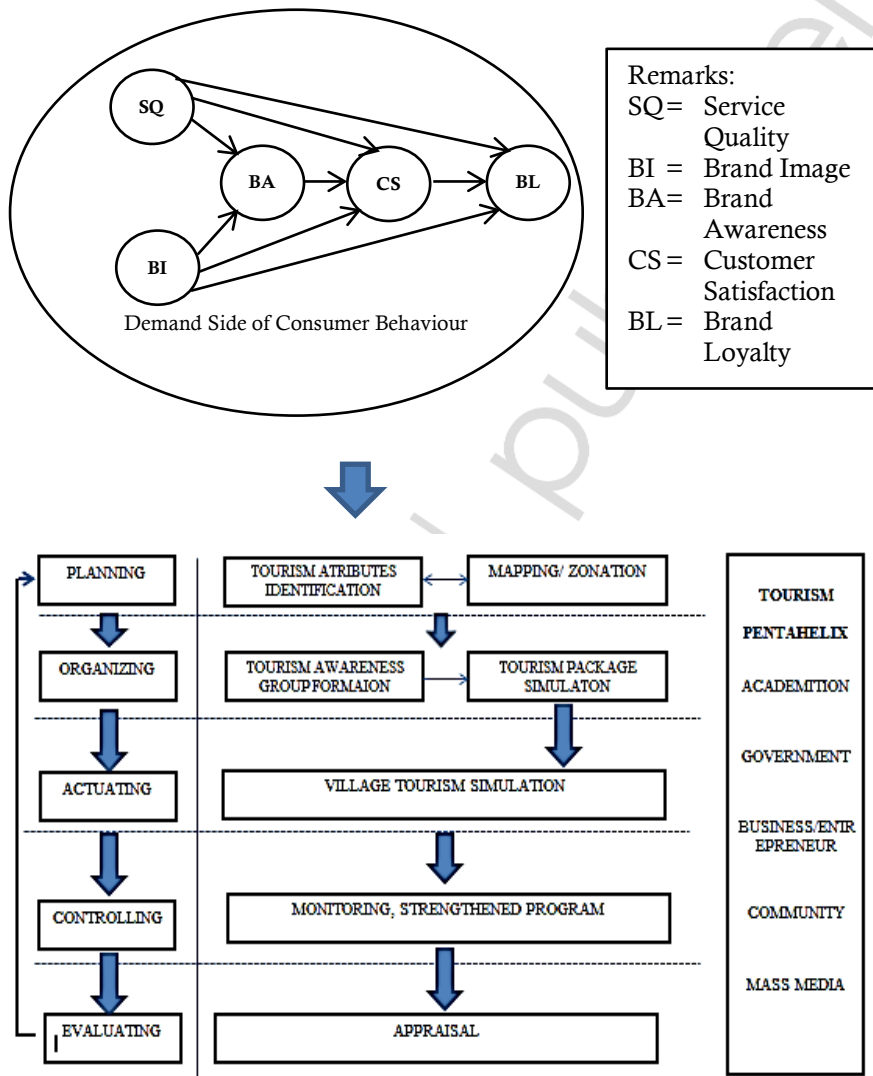 SQ
BA
CS
BL
BI
Demand Side of Consumer Behaviour
Remarks:
SQ= Service
Quality
BI = Brand Image
BA= Brand
Awareness
CS = Customer
Satisfaction
BL = Brand
Loyalty
PLANNING
TOURISM ATRIBUTES
IDENTIFICATION
MAPPING/ ZONATION
ORGANIZING
TOURISM AWARENESS
GROUP FORMAION
TOURISM PACKAGE
SIMULATON
ACTUATING
VILLAGE TOURISM SIMULATION
CONTROLLING
MONITORING, STRENGTHENED PROGRAM
EVALUATING
APPRAISAL
TOURISM
PENTAHELIX
ACADEMITION
GOVERNMENT
BUSINESS/ENTR
EPRENEUR
COMMUNITY
MASS MEDIA